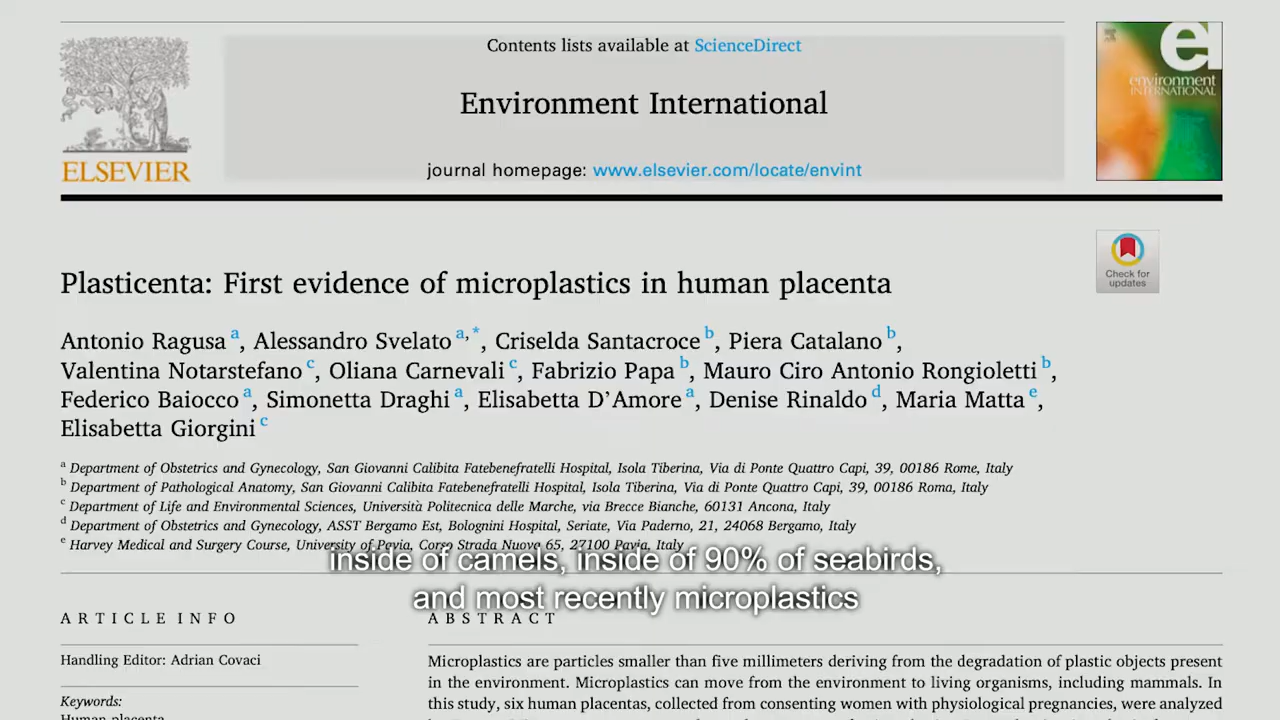 Contents lists available at ScienceDirect
Environment International
journal homepage: www.elsevier.com/locate/envint
ELSEVIER
e
environment
INTERNATIONAL
Check for
updates
Plasticenta: First evidence of microplastics in human placenta
Antonio Ragusa a, Alessandro Svelato a,*, Criselda Santacroce b, Piera Catalano b,
Valentina Notarstefano c, Oliana Carnevali c, Fabrizio Papa b, Mauro Ciro Antonio Rongioletti b,
Federico Baiocco a, Simonetta Draghi a, Elisabetta D’Amore a, Denise Rinaldo d, Maria Matta e,
Elisabetta Giorgini c
a Department of Obstetrics and Gynecology, San Giovanni Calibita Fatebenefratelli Hospital, Isola Tiberina, Via di Ponte Quattro Capi, 39, 00186 Rome, Italy
b Department of Pathological Anatomy, San Giovanni Calibita Fatebenefratelli Hospital, Isola Tiberina, Via di Ponte Quattro Capi, 39, 00186 Roma, Italy
c Department of Life and Environmental Sciences, Università Politecnica delle Marche, via Brecce Bianche, 60131 Ancona, Italy
d Department of Obstetrics and Gynecology, ASST Bergamo Est, Bolognini Hospital, Seriate, Via Paderno, 21, 24068 Bergamo, Italy
e Harvey Medical and Surgery Course, University of Pavia, Corso Strada Nuova 65, 27100 Pavia, Italy
inside of camels, inside of 90% of seabirds,
and most recently microplastics
ARTICLE INFO
Handling Editor: Adrian Covaci
Keywords:
Human placenta
ABSTRACT
Microplastics are particles smaller than five millimeters deriving from the degradation of plastic objects present
in the environment. Microplastics can move from the environment to living organisms, including mammals. In
this study, six human placentas, collected from consenting women with physiological pregnancies, were analyzed